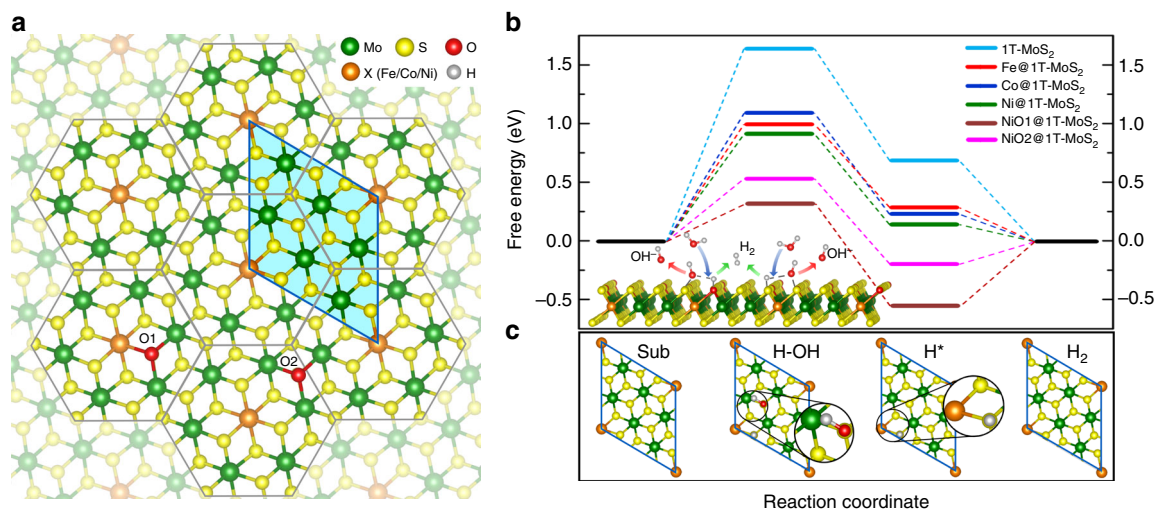 a
Mo S O
X (Fe/Co/Ni) H
O1
O2
b
Free energy (eV)
1.5
1.0
0.5
0.0
–0.5
1T-MoS₂
Fe@1T-MoS₂
Co@1T-MoS₂
Ni@1T-MoS₂
NiO1@1T-MoS₂
NiO2@1T-MoS₂
1.5
1.0
0.5
0.0
–0.5
OH⁻
H₂
OH⁻
c
Sub H-OH H* H₂
Reaction coordinate